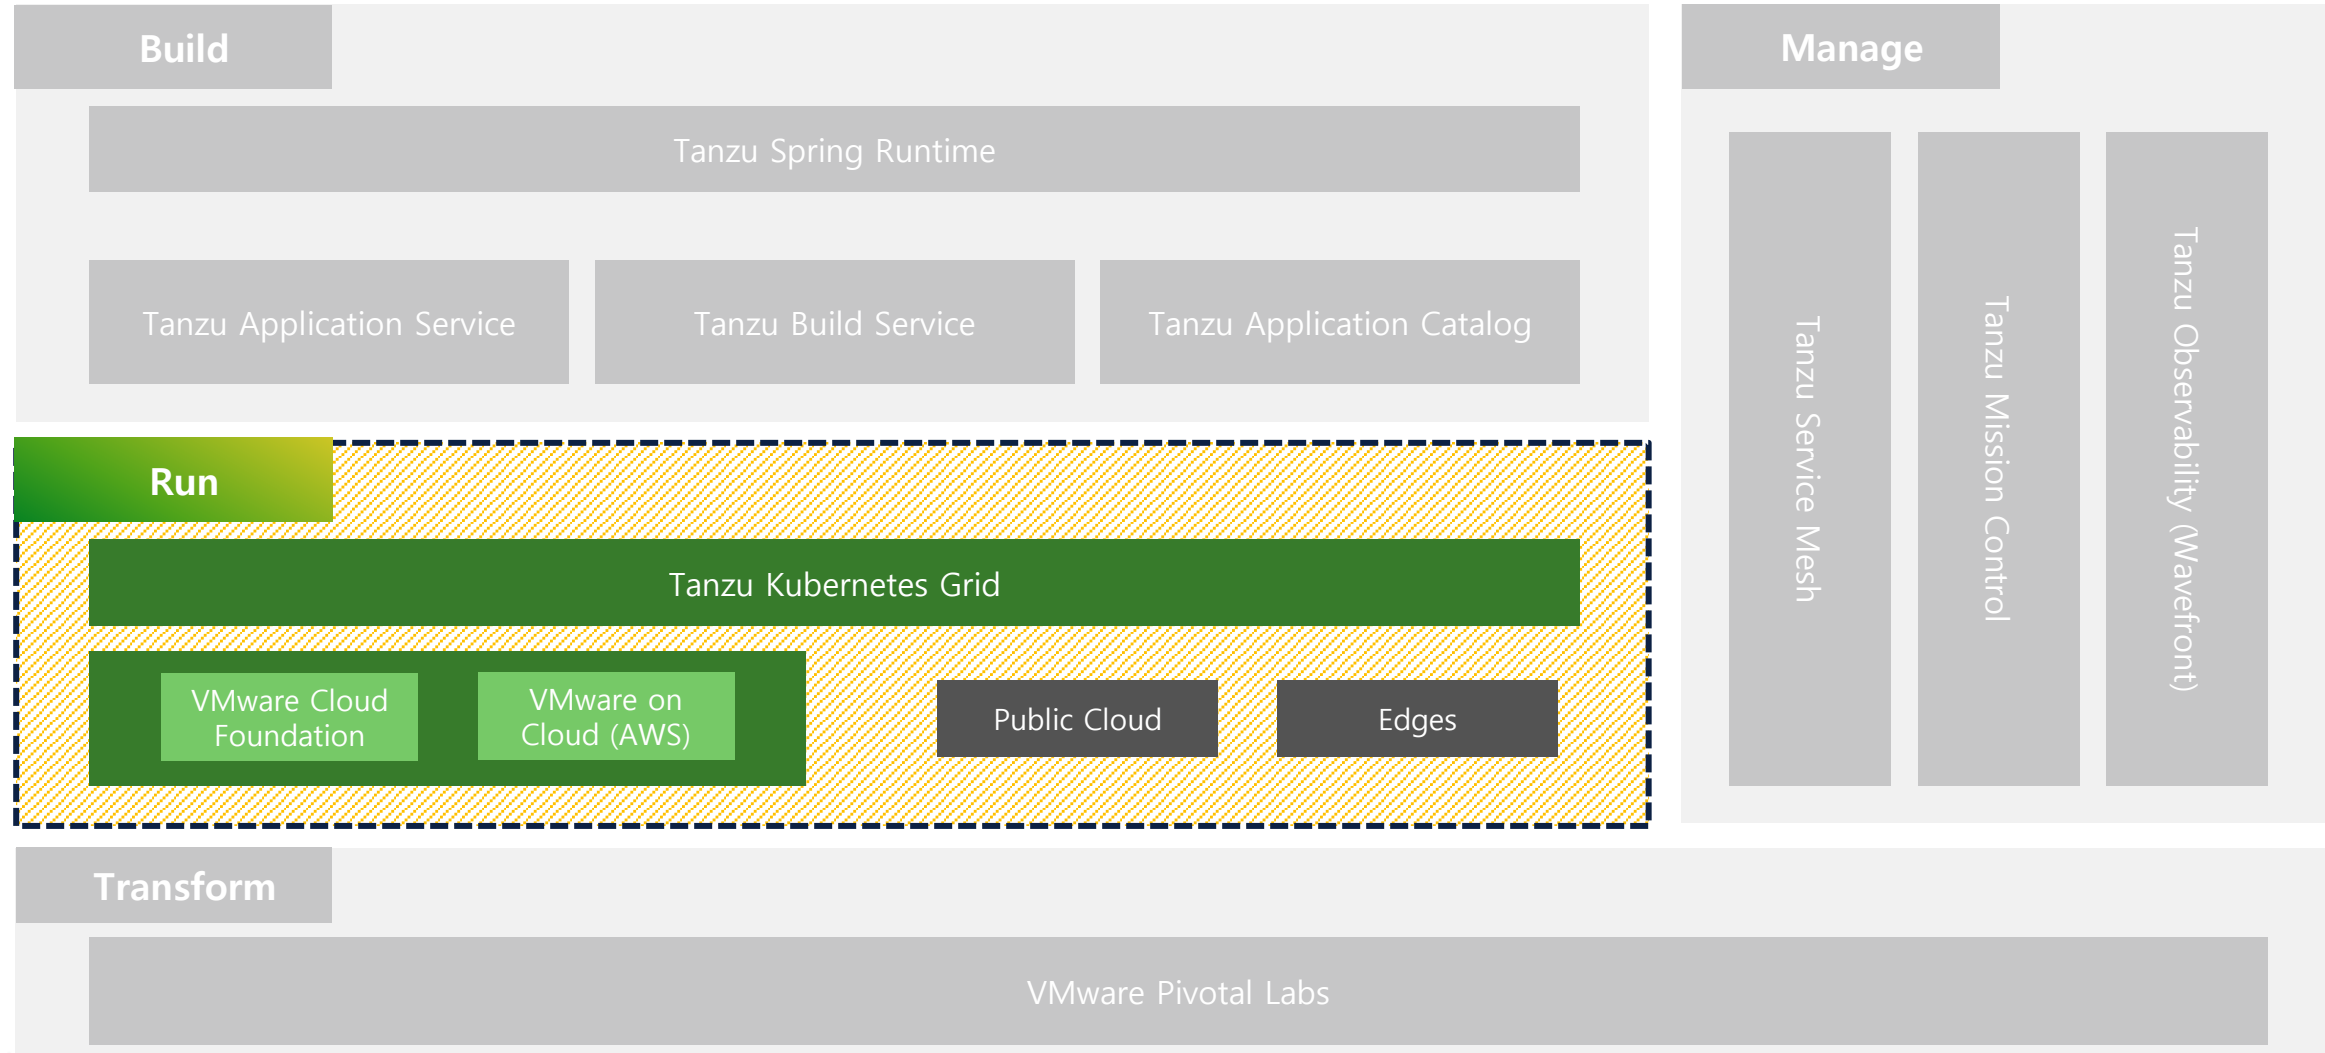 Build
Tanzu Spring Runtime
Tanzu Application Service
Tanzu Build Service
Tanzu Application Catalog
Run
Tanzu Kubernetes Grid
VMware Cloud
Foundation
VMware on
Cloud (AWS)
Public Cloud
Edges
Manage
Tanzu Service Mesh
Tanzu Mission Control
Tanzu Observability (Wavefront)
Transform
VMware Pivotal Labs